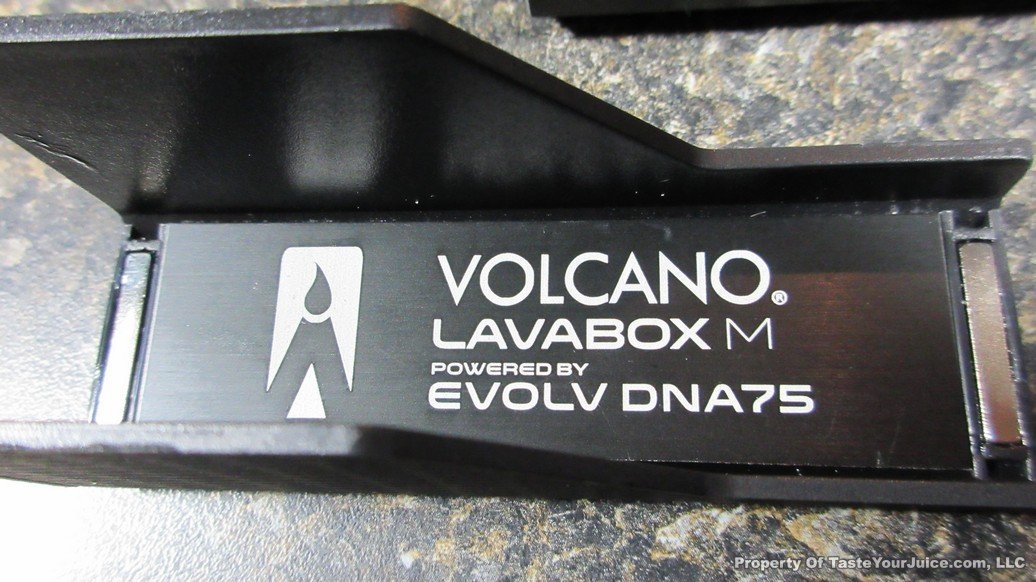 VOLCANO®
LAVABOX M
POWERED BY
EVOLV DNA75
Property Of TasteYourJuice.com, LLC